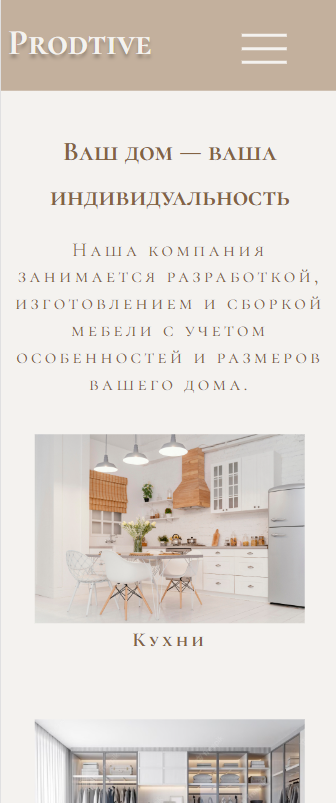 Prodtive
Ваш дом — ваша
индивидуальность
Наша компания
занимается разработкой,
изготовлением и сборкой
мебели с учетом
особенностей и размеров
вашего дома.
Кухни